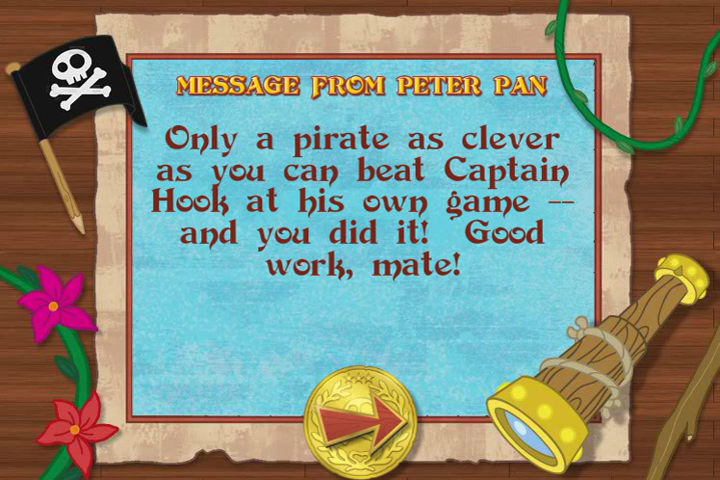 MESSAGE FROM PETER PAN
Only a pirate as clever
as you can beat Captain
Hook at his own game --
and you did it! Good
work, mate!